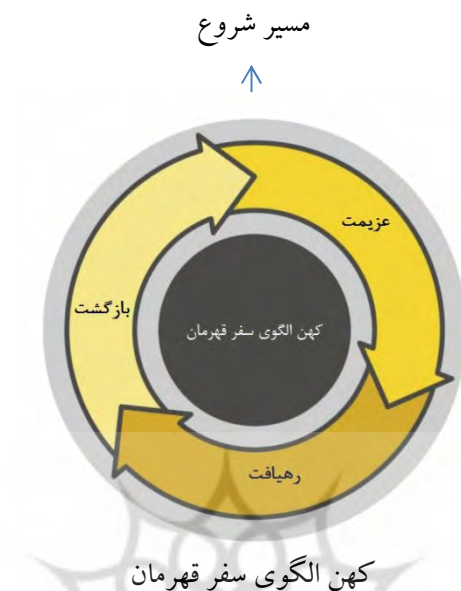 مسیر شروع
عزیمت
بازگشت
کهن الگوی سفر قهرمان
رهیافت
کهن الگوی سفر قهرمان